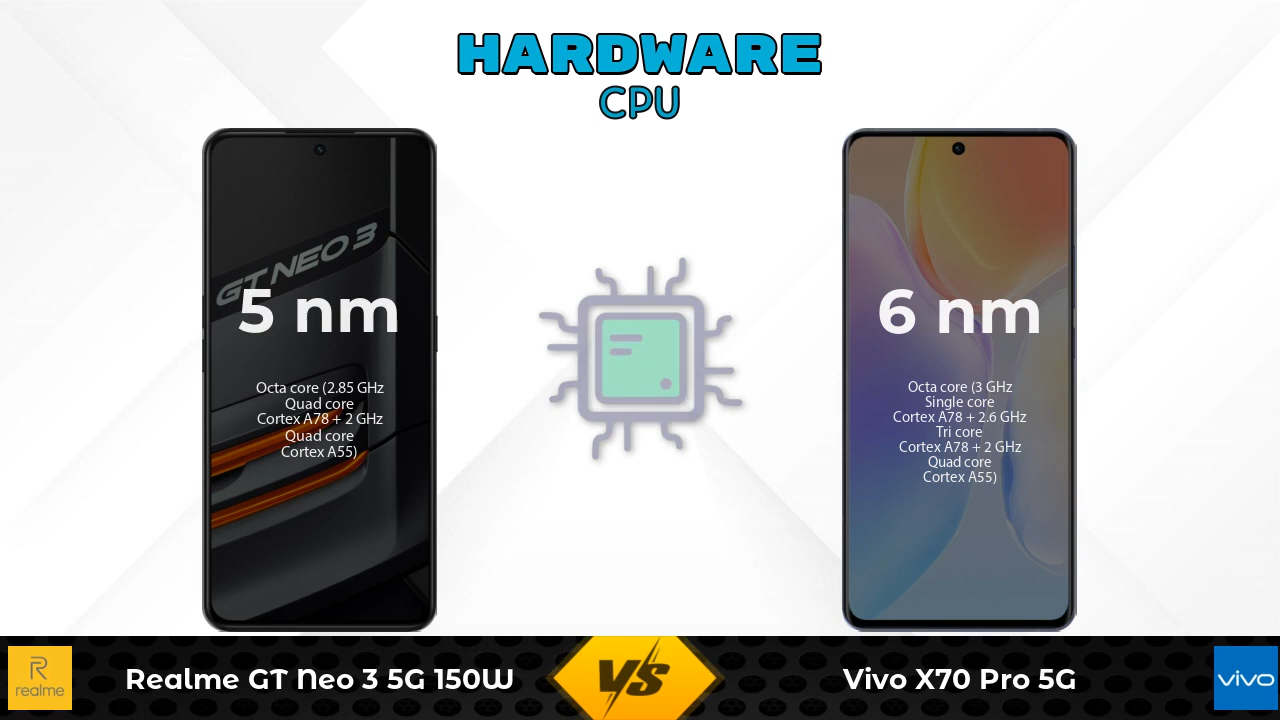 HARDWARE
CPU
GT NEO 3
5 nm
Octa core (2.85 GHz
Quad core
Cortex A78 + 2 GHz
Quad core
Cortex A55)
6 nm
Octa core (3 GHz
Single core
Cortex A78 + 2.6 GHz
Tri core
Cortex A78 + 2 GHz
Quad core
Cortex A55)
R
realme
Realme GT Neo 3 5G 150W
VS
Vivo X70 Pro 5G
vivo